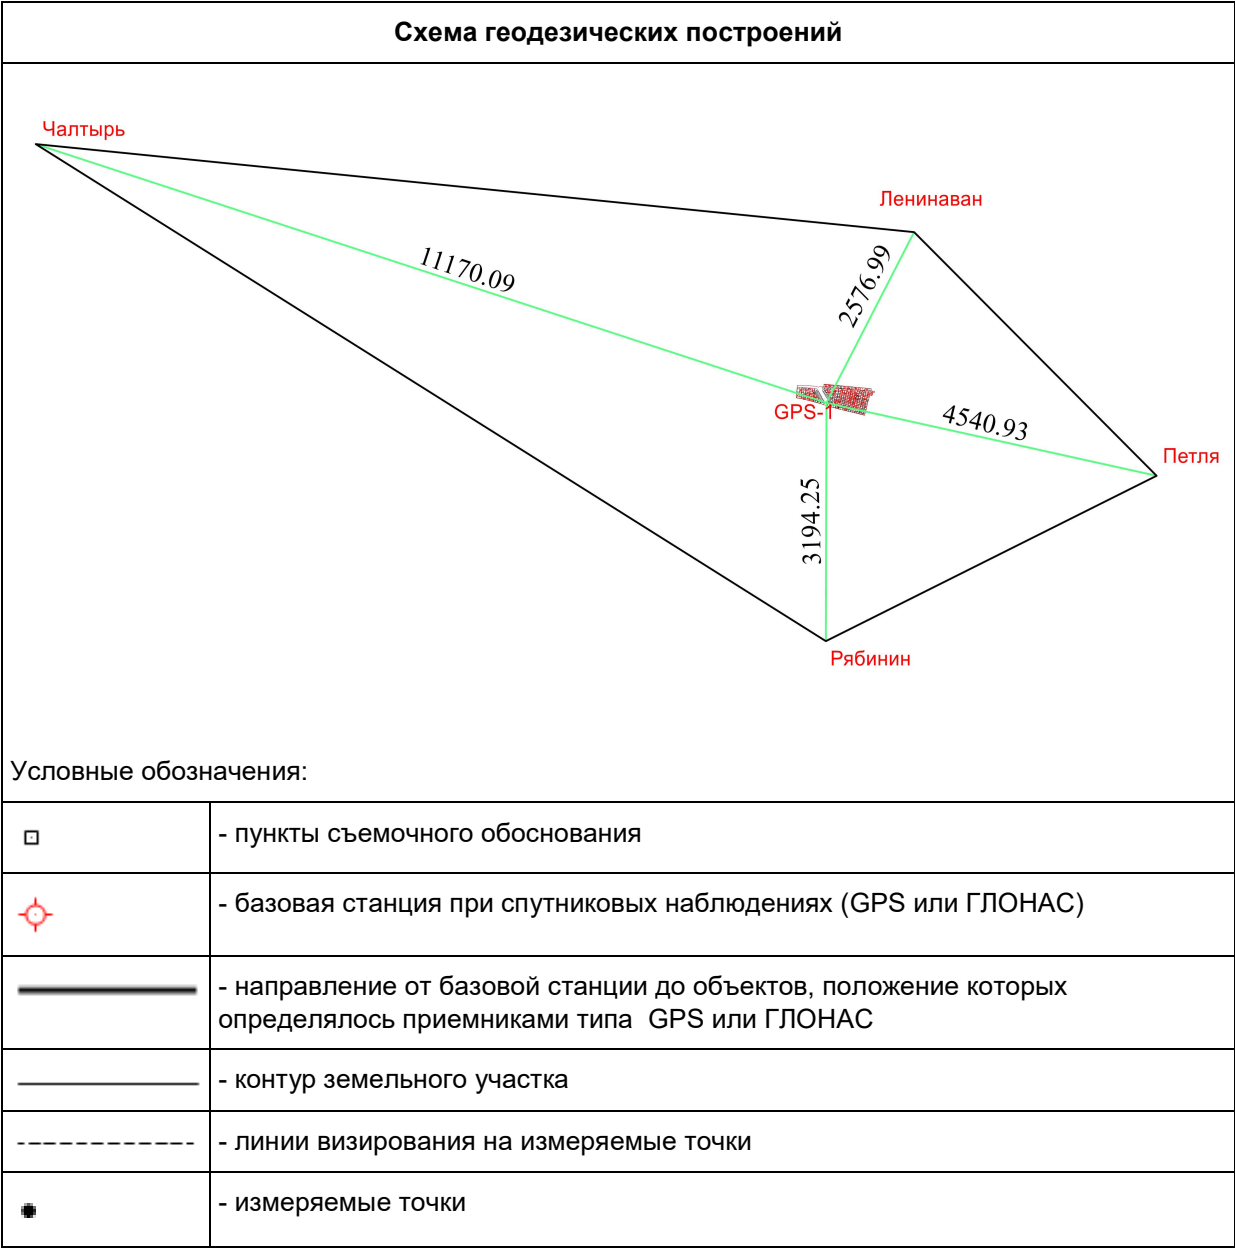 Схема геодезических построений
Чалтырь
Ленинаван
11170.09
2576.99
GPS-1
4540.93
Петля
3194.25
Рябинин
Условные обозначения:
- пункты съемочного обоснования
- базовая станция при спутниковых наблюдениях (GPS или ГЛОНАС)
- направление от базовой станции до объектов, положение которых
определялось приемниками типа GPS или ГЛОНАС
- контур земельного участка
- линии визирования на измеряемые точки
- измеряемые точки